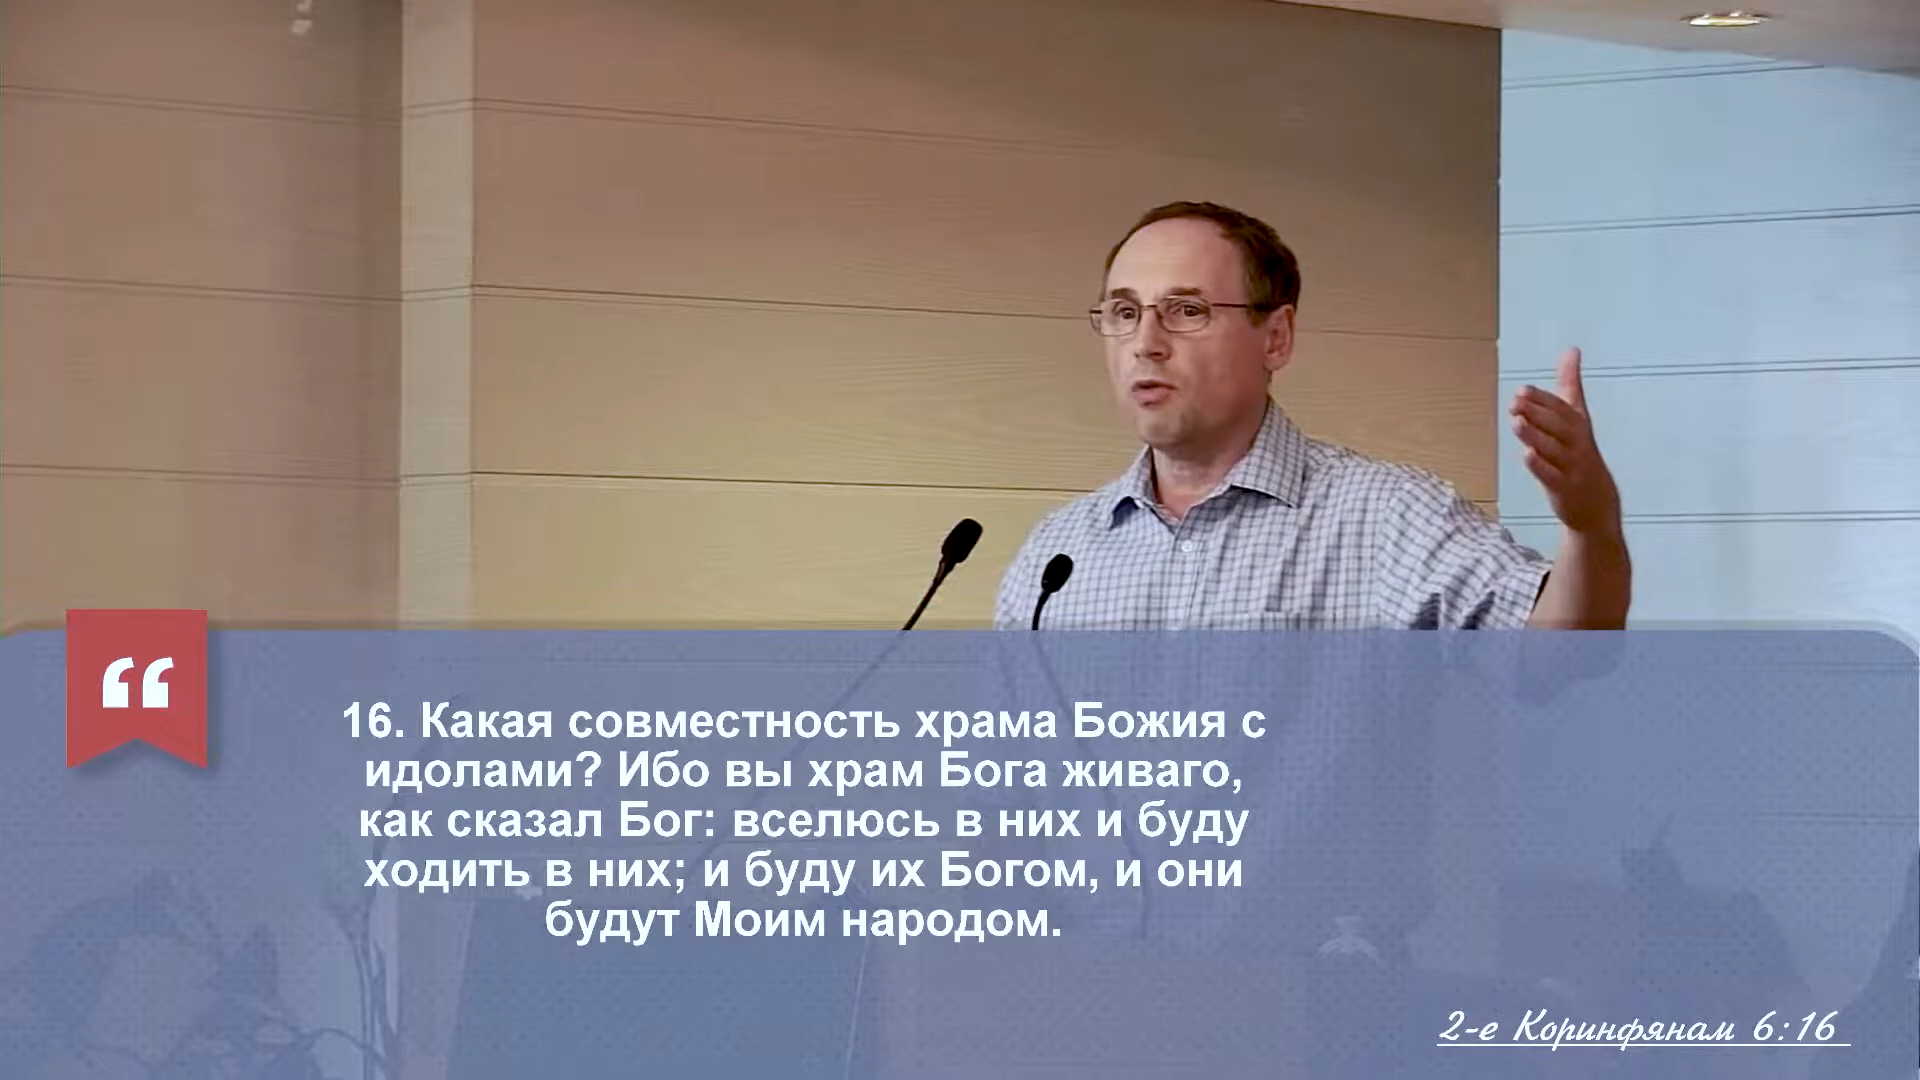 16. Какая совместность храма Божия с
идолами? Ибо вы храм Бога живаго,
как сказал Бог: вселюсь в них и буду
ходить в них; и буду их Богом, и они
будут Моим народом.
2-е Коринфянам 6:16